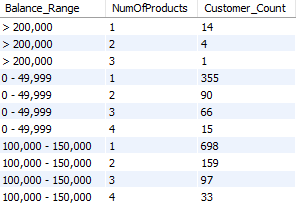 Balance_Range NumOfProducts Customer_Count
> 200,000 1 14
> 200,000 2 4
> 200,000 3 1
0 - 49,999 1 355
0 - 49,999 2 90
0 - 49,999 3 66
0 - 49,999 4 15
100,000 - 150,000 1 698
100,000 - 150,000 2 159
100,000 - 150,000 3 97
100,000 - 150,000 4 33